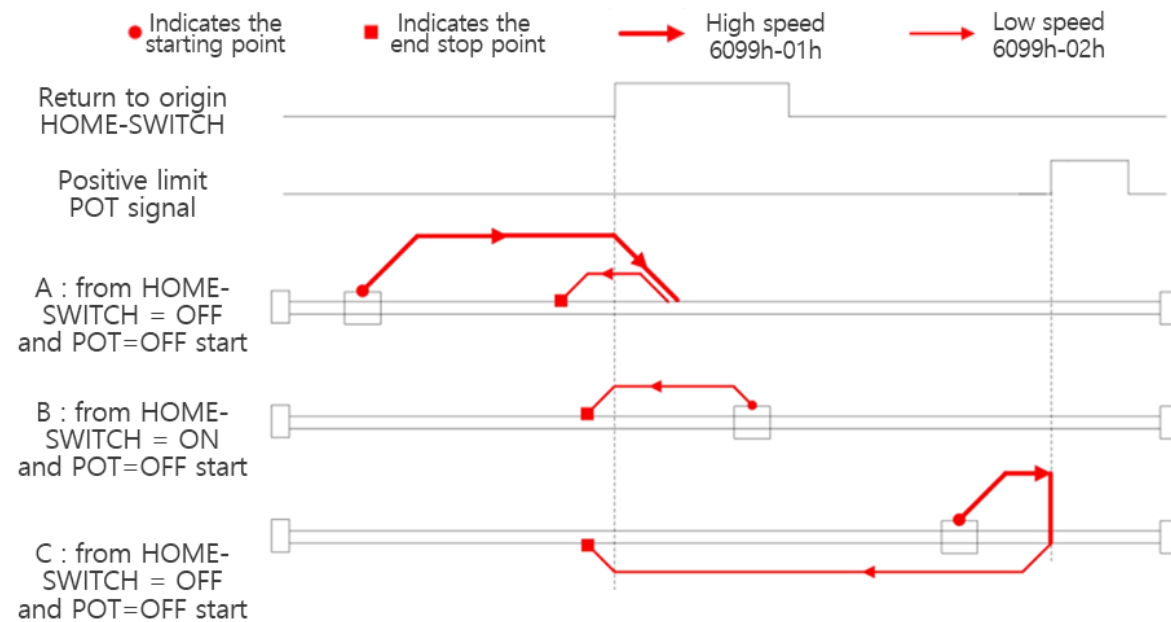 Indicates the
starting point
Indicates the
end stop point
High speed
6099h-01h
Low speed
6099h-02h
Return to origin
HOME-SWITCH
Positive limit
POT signal
A : from HOME-
SWITCH = OFF
and POT=OFF start
B : from HOME-
SWITCH = ON
and POT=OFF start
C : from HOME-
SWITCH = OFF
and POT=OFF start